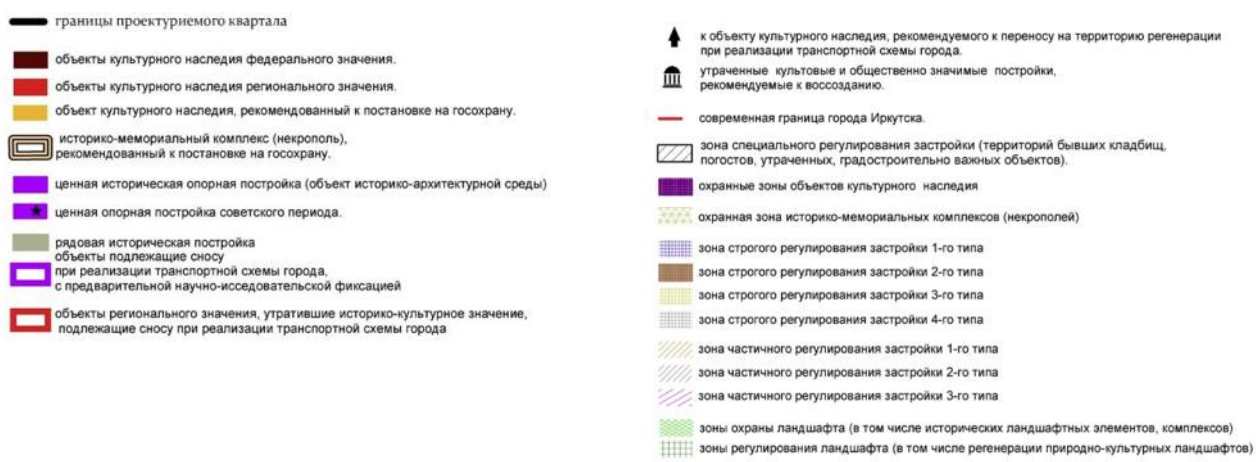 границы проектуриемого квартала
объекты культурного наследия федерального значения.
объекты культурного наследия регионального значения.
объект культурного наследия, рекомендованный к постановке на госохрану.
историко-мемориальный комплекс (некрополь),
рекомендованный к постановке на госохрану.
ценная историческая опорная постройка (объект историко-архитектурной среды)
ценная опорная постройка советского периода.
рядовая историческая постройка
объекты подлежащие сносу
при реализации транспортной схемы города,
с предварительной научно-исседовательской фиксацией
объекты регионального значения, утратившие историко-культурное значение,
подлежащие сносу при реализации транспортной схемы города
к объекту культурного наследия, рекомендуемого к переносу на территорию регенерации
при реализации транспортной схемы города.
утраченные культовые и общественно значимые постройки,
рекомендуемые к воссозданию.
современная граница города Иркутска.
зона специального регулирования застройки (территорий бывших кладбищ,
погостов, утраченных, градостроительно важных объектов).
охранные зоны объектов культурного наследия
охранная зона историко-мемориальных комплексов (некрополей)
зона строгого регулирования застройки 1-го типа
зона строгого регулирования застройки 2-го типа
зона строгого регулирования застройки 3-го типа
зона строгого регулирования застройки 4-го типа
зона частичного регулирования застройки 1-го типа
зона частичного регулирования застройки 2-го типа
зона частичного регулирования застройки 3-го типа
зоны охраны ландшафта (в том числе исторических ландшафтных элементов, комплексов)
зоны регулирования ландшафта (в том числе регенерации природно-культурных ландшафтов)